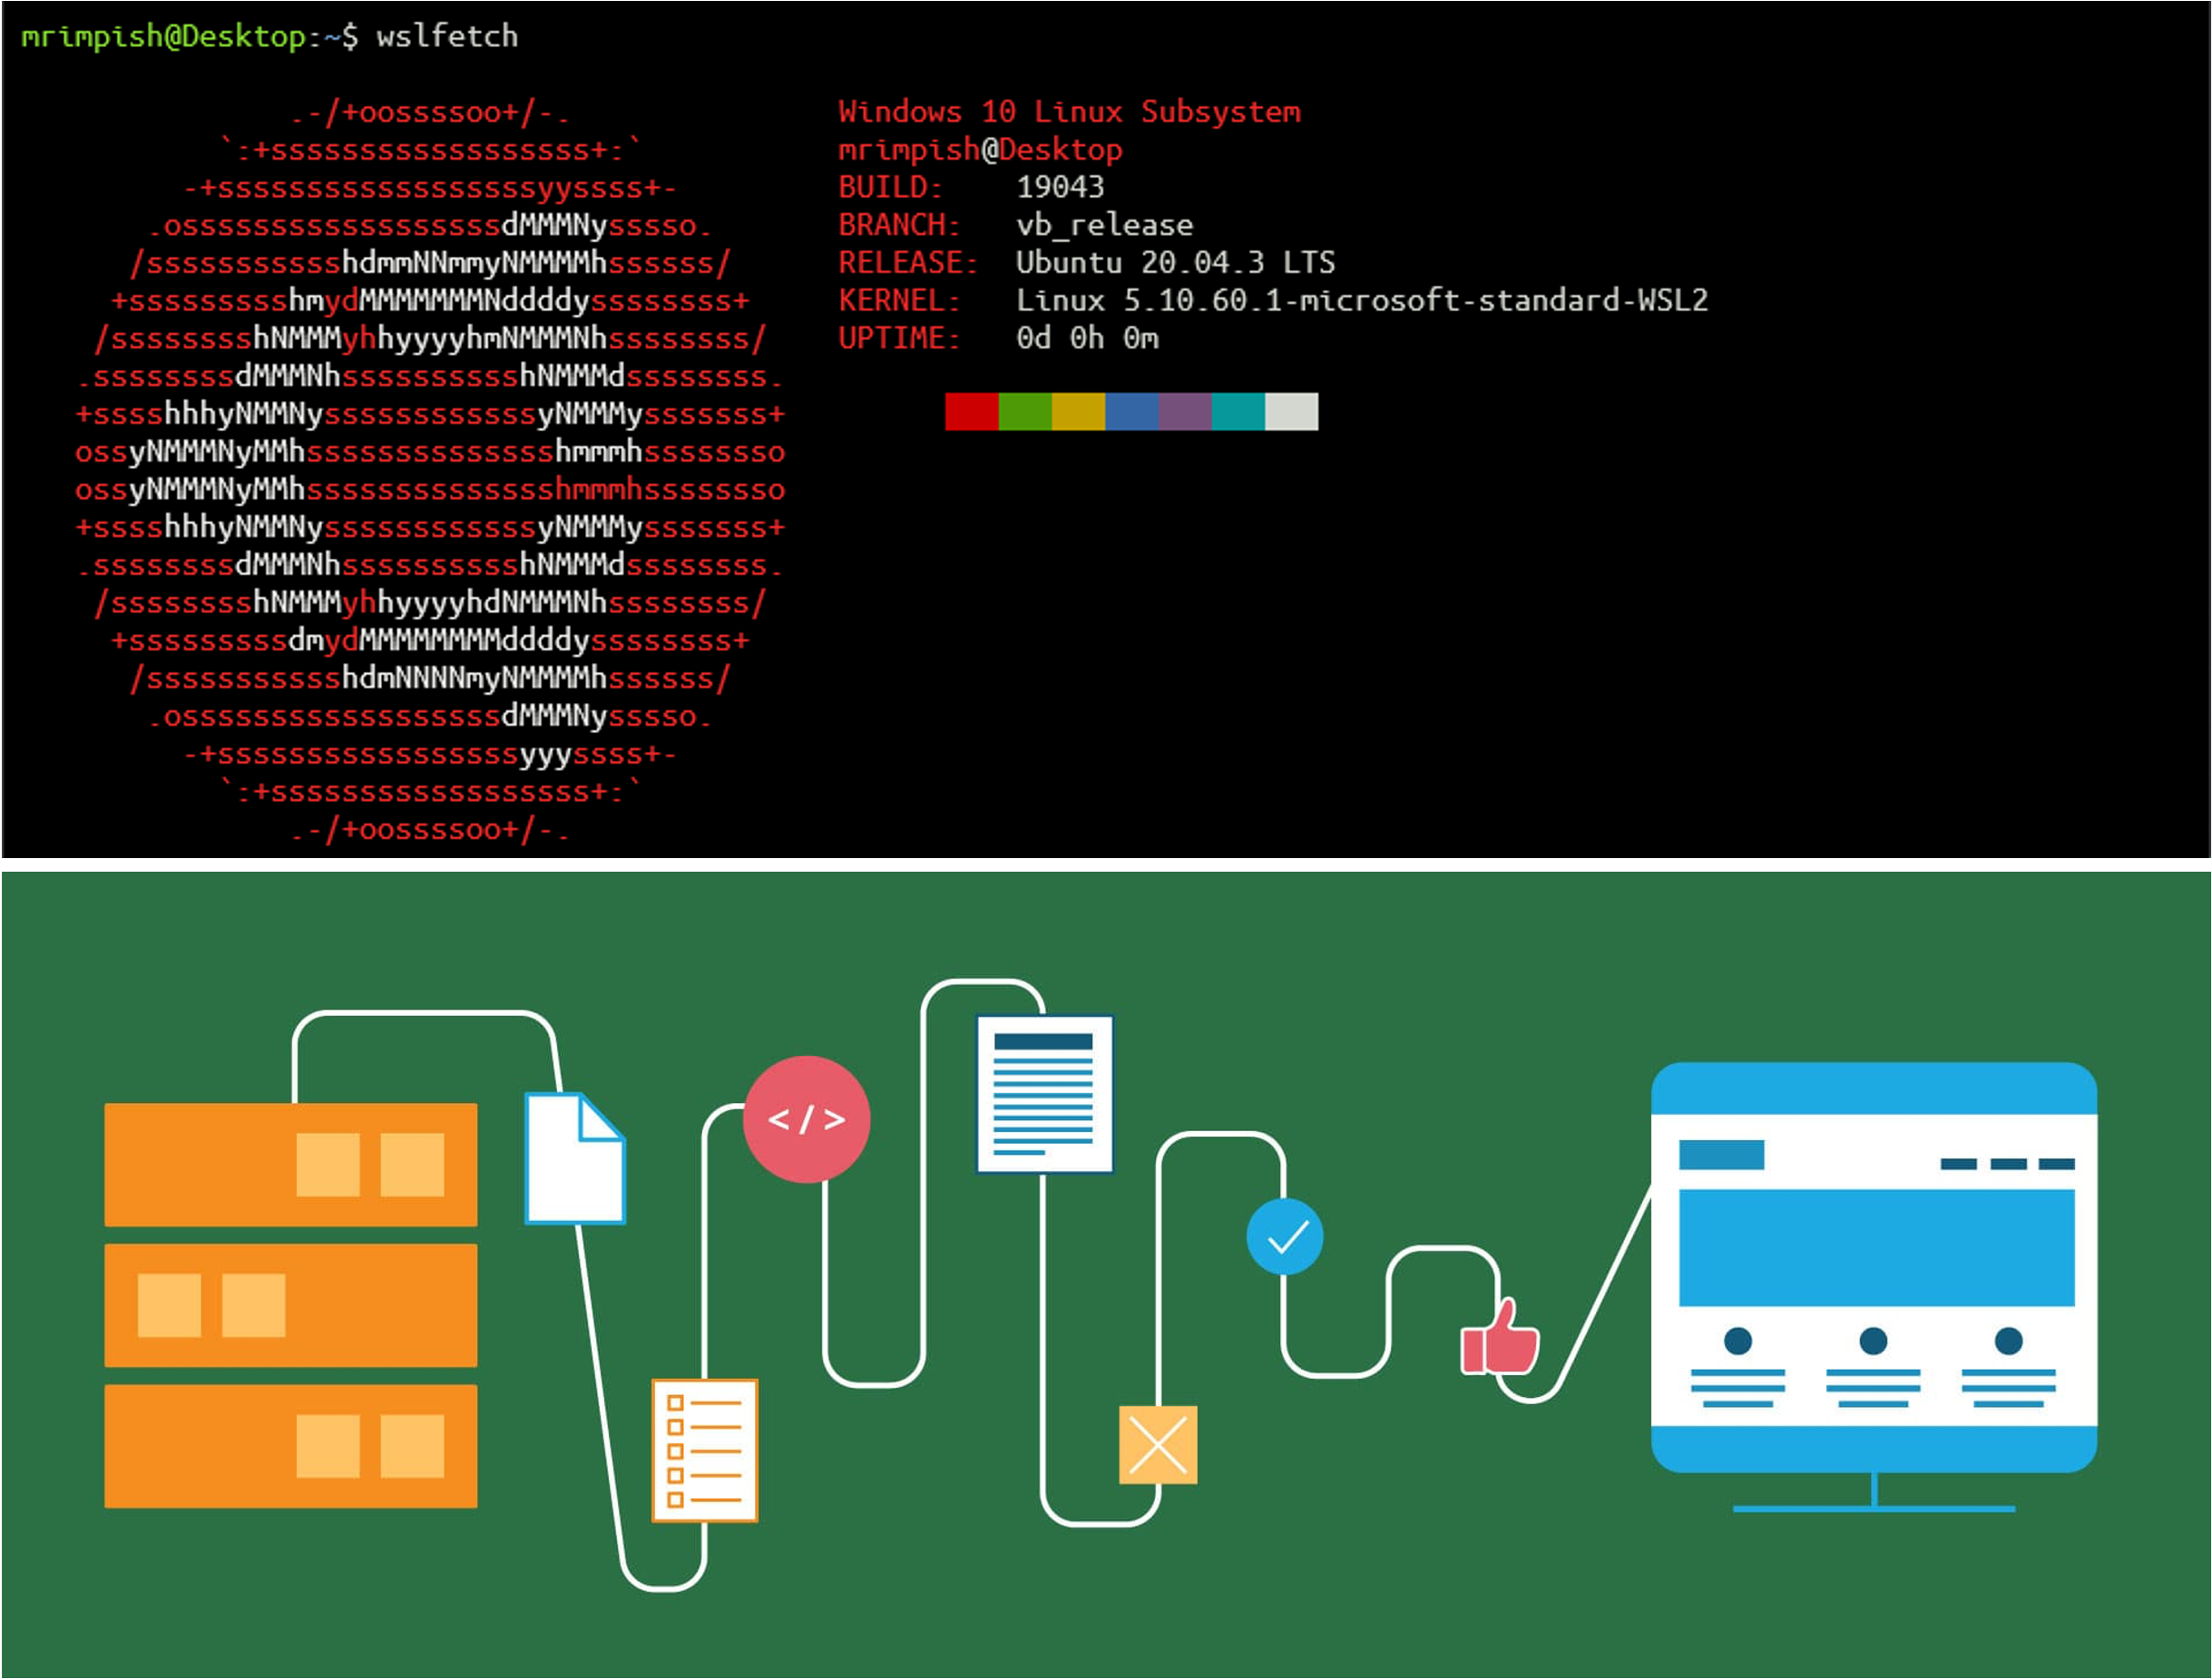 mrimpish@Desktop:~$ wslfetch
.-/+oossssoo+/-.
Windows 10 Linux Subsystem
`:+ssssssssssssssssss+:`
mrimpish@Desktop
-+ssssssssssssssssssyyssss+-
BUILD: 19043
.ossssssssssssssssssdMMMNysssso.
BRANCH: vb_release
/ssssssssssshdmmNNmmyNMMMMhssssss/
RELEASE: Ubuntu 20.04.3 LTS
+ssssssssshmydMMMMMMMNddddyssssssss+
KERNEL: Linux 5.10.60.1-microsoft-standard-WSL2
/sssssssshNMMMyhhyyyyhmNMMMNhssssssss/
UPTIME: 0d 0h 0m
.ssssssssdMMMNhsssssssssshNMMMdssssssss.
+sssshhhyNMMNyssssssssssssyNMMMysssssss+
ossyNMMMNyMMhsssssssssssssshmmmhssssssso
ossyNMMMNyMMhsssssssssssssshmmmhssssssso
+sssshhhyNMMNyssssssssssssyNMMMysssssss+
.ssssssssdMMMNhsssssssssshNMMMdssssssss.
/sssssssshNMMMyhhyyyyhdNMMMNhssssssss/
+sssssssssdmydMMMMMMMMddddyssssssss+
/ssssssssssshdmNNNNmyNMMMMhssssss/
.ossssssssssssssssssdMMMNysssso.
-+sssssssssssssssssyyyssss+-
`:+ssssssssssssssssss+:`
.-/+oossssoo+/-.
</>